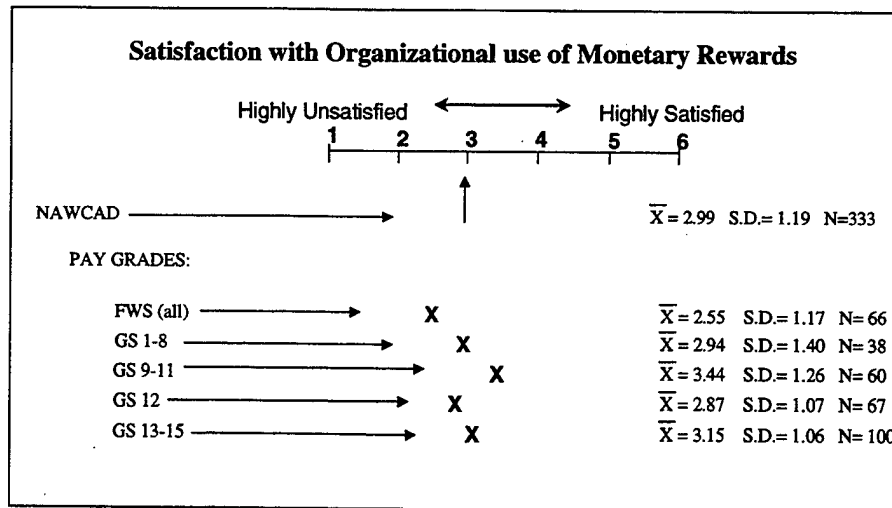 Satisfaction with Organizational use of Monetary Rewards
Highly Unsatisfied Highly Satisfied
1 2 3 4 5 6
NAWCAD X̅ = 2.99 S.D.= 1.19 N=333
PAY GRADES:
FWS (all) X X̅ = 2.55 S.D.= 1.17 N= 66
GS 1-8 X X̅ = 2.94 S.D.= 1.40 N= 38
GS 9-11 X X̅ = 3.44 S.D.= 1.26 N= 60
GS 12 X X̅ = 2.87 S.D.= 1.07 N= 67
GS 13-15 X X̅ = 3.15 S.D.= 1.06 N= 100